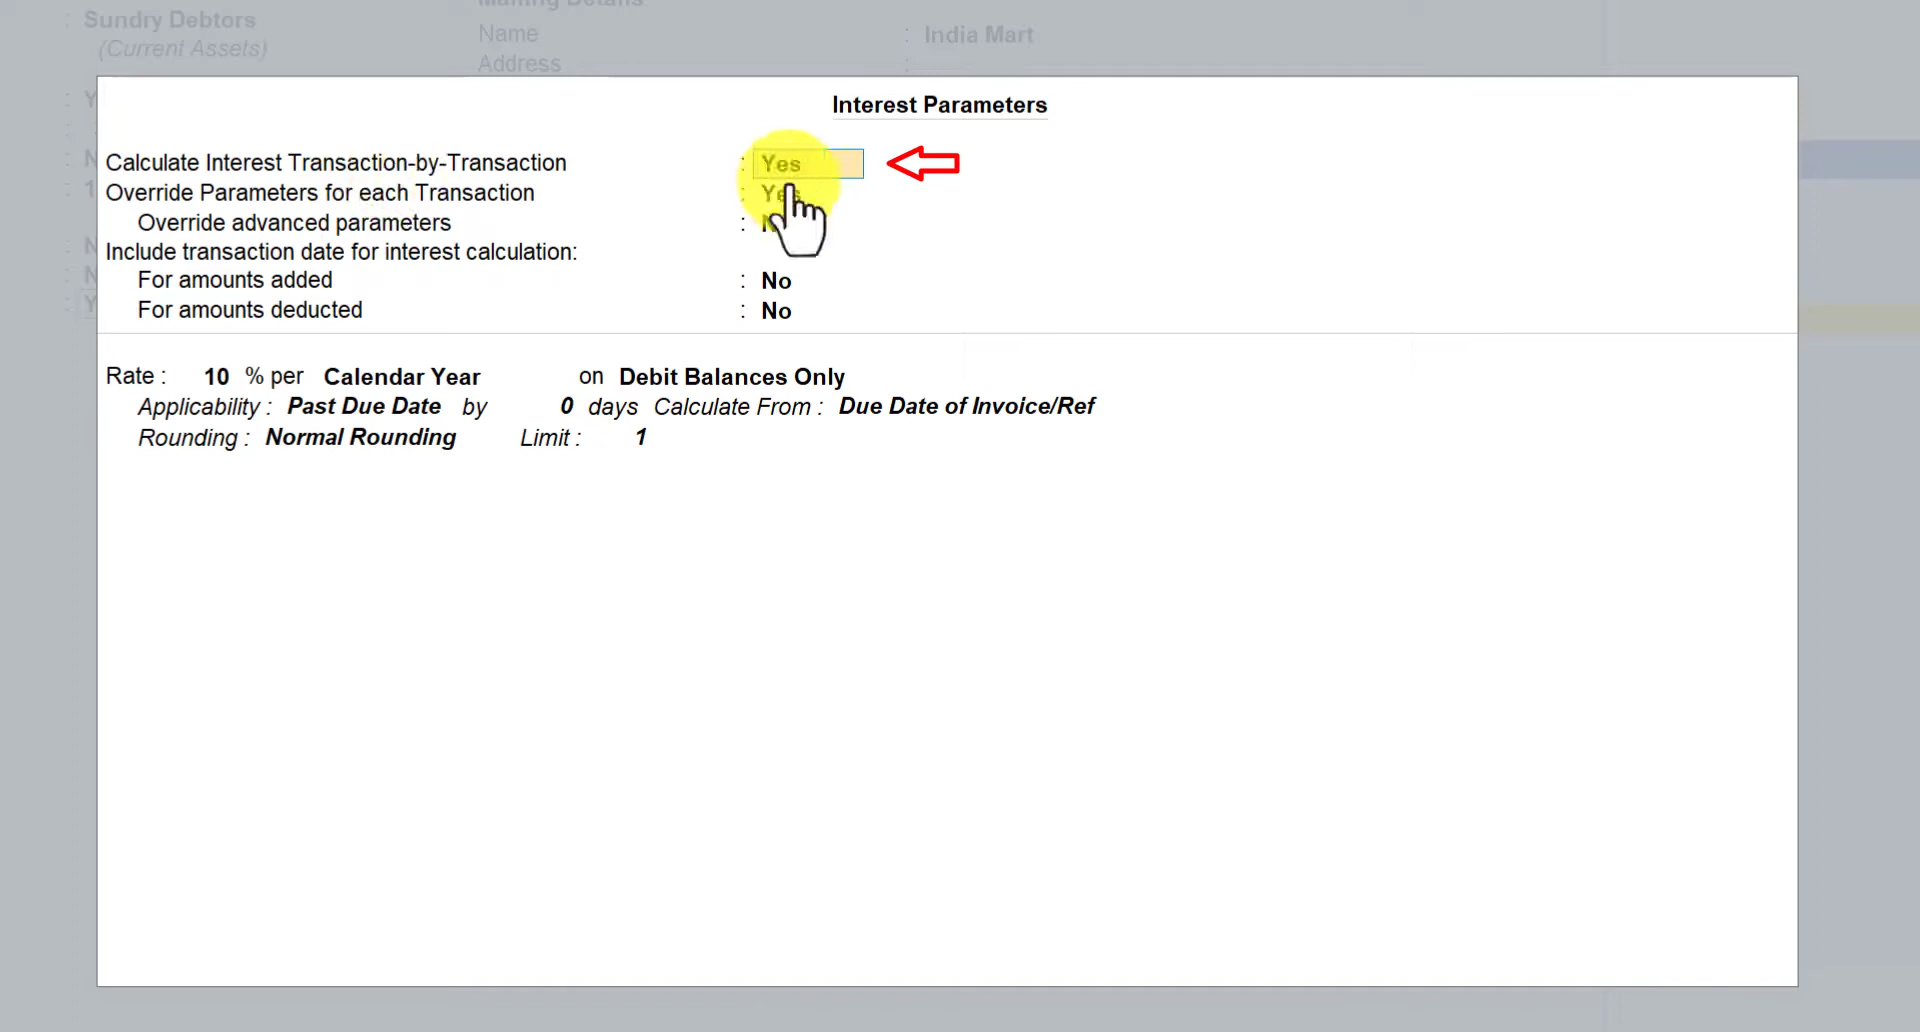 Mailing Details
: Sundry Debtors
(Current Assets)
Name : India Mart
Address :
Interest Parameters
Calculate Interest Transaction-by-Transaction : Yes
Override Parameters for each Transaction : Yes
Override advanced parameters :
Include transaction date for interest calculation:
For amounts added : No
For amounts deducted : No
Rate : 10 % per Calendar Year on Debit Balances Only
Applicability : Past Due Date by 0 days Calculate From : Due Date of Invoice/Ref
Rounding : Normal Rounding Limit : 1